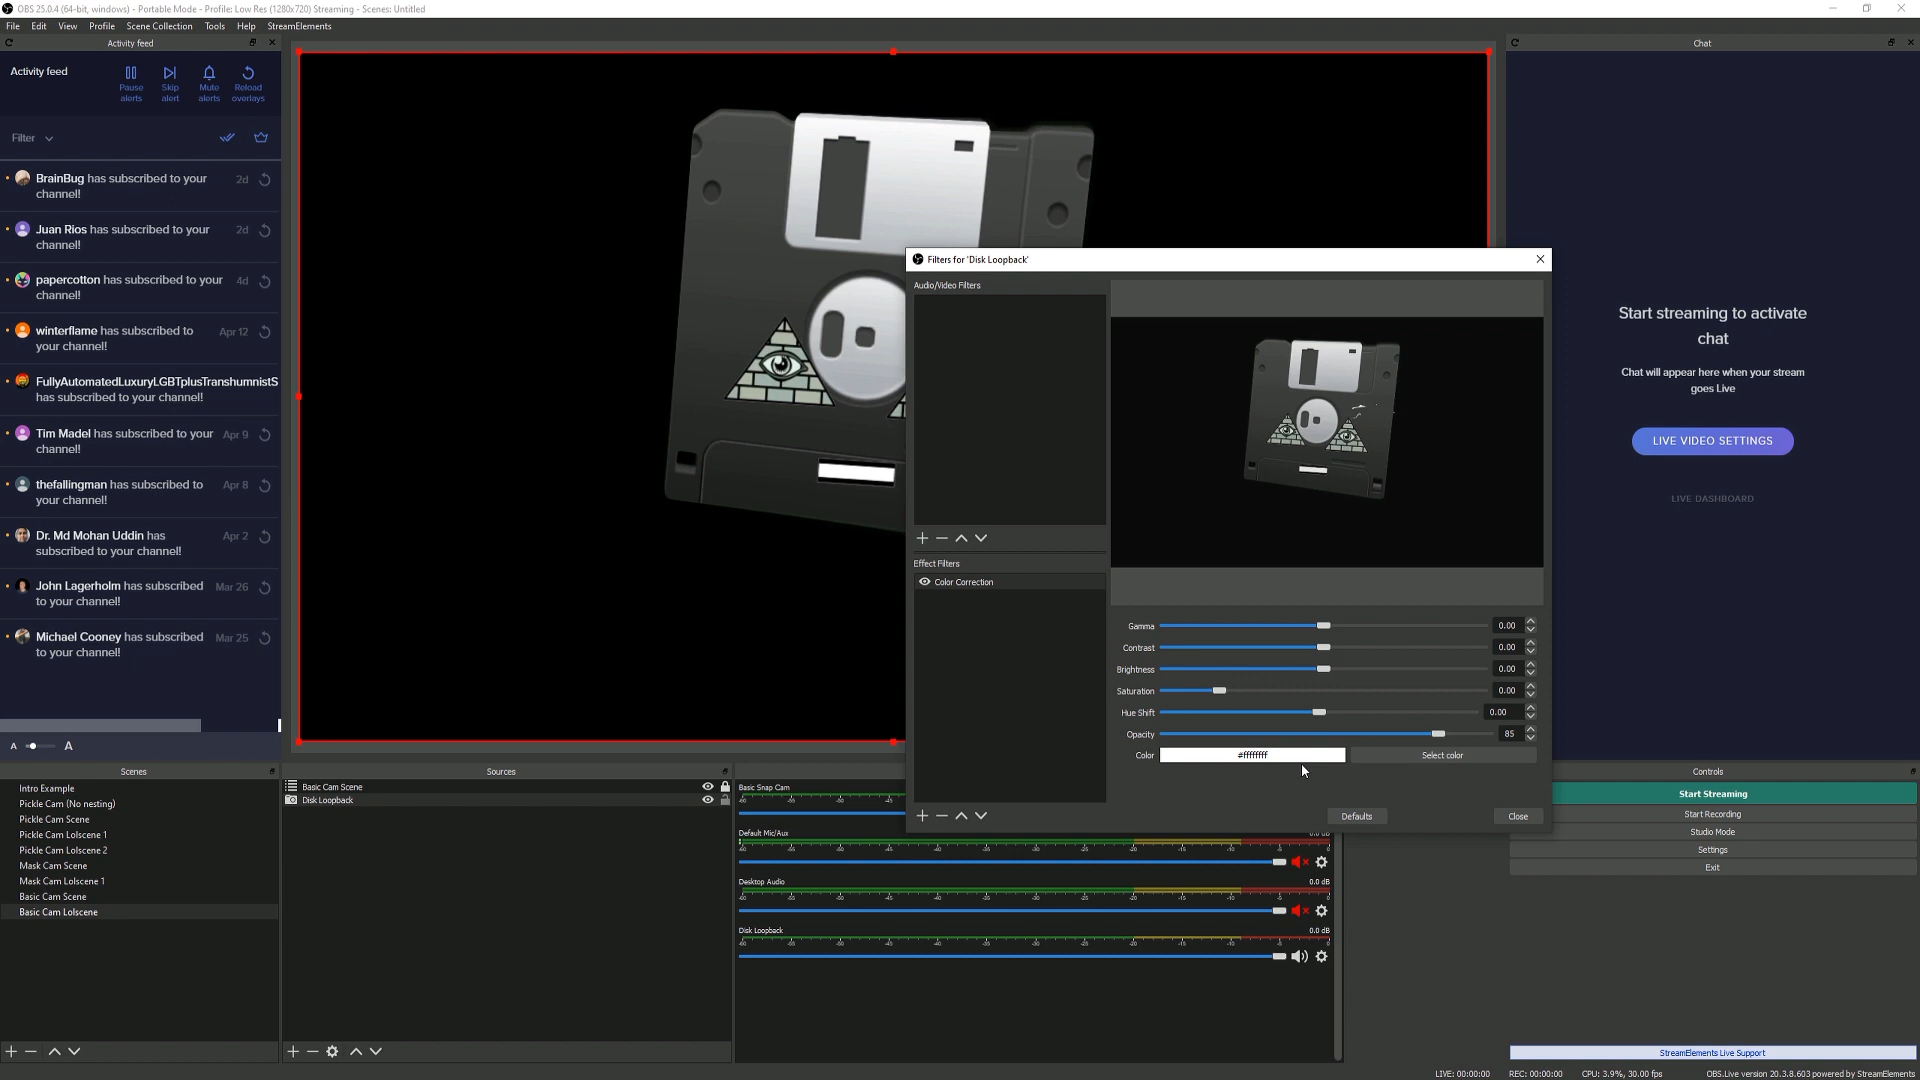 OBS 25.0.4 (64-bit, windows) - Portable Mode - Profile: Low Res (1280x720) Streaming - Scenes: Untitled
File Edit View Profile Scene Collection Tools Help StreamElements
Activity feed
Activity feed
Pause alerts
Skip alert
Mute alerts
Reload overlays
Filter
BrainBug has subscribed to your 2d
channel!
Juan Rios has subscribed to your 2d
channel!
papercotton has subscribed to your 4d
channel!
winterflame has subscribed to Apr 12
your channel!
FullyAutomatedLuxuryLGBTplusTranshumnistS
has subscribed to your channel!
Tim Madel has subscribed to your Apr 9
channel!
thefallingman has subscribed to Apr 8
your channel!
Dr. Md Mohan Uddin has Apr 2
subscribed to your channel!
John Lagerholm has subscribed Mar 26
to your channel!
Michael Cooney has subscribed Mar 25
to your channel!
A A
Scenes
Intro Example
Pickle Cam (No nesting)
Pickle Cam Scene
Pickle Cam Lolscene 1
Pickle Cam Lolscene 2
Mask Cam Scene
Mask Cam Lolscene 1
Basic Cam Scene
Basic Cam Lolscene
Sources
Basic Cam Scene
Disk Loopback
Filters for 'Disk Loopback'
Audio/Video Filters
Effect Filters
Color Correction
Gamma 0.00
Contrast 0.00
Brightness 0.00
Saturation 0.00
Hue Shift 0.00
Opacity 85
Color #ffffffff Select color
Defaults Close
Basic Snap Cam
Default Mic/Aux
Desktop Audio 0.0 dB
Disk Loopback 0.0 dB
Chat
Start streaming to activate
chat
Chat will appear here when your stream
goes Live
LIVE VIDEO SETTINGS
LIVE DASHBOARD
Controls
Start Streaming
Start Recording
Studio Mode
Settings
Exit
StreamElements Live Support
LIVE: 00:00:00 REC: 00:00:00 CPU: 3.9%, 30.00 fps OBS.Live version 20.3.8.603 powered by StreamElements